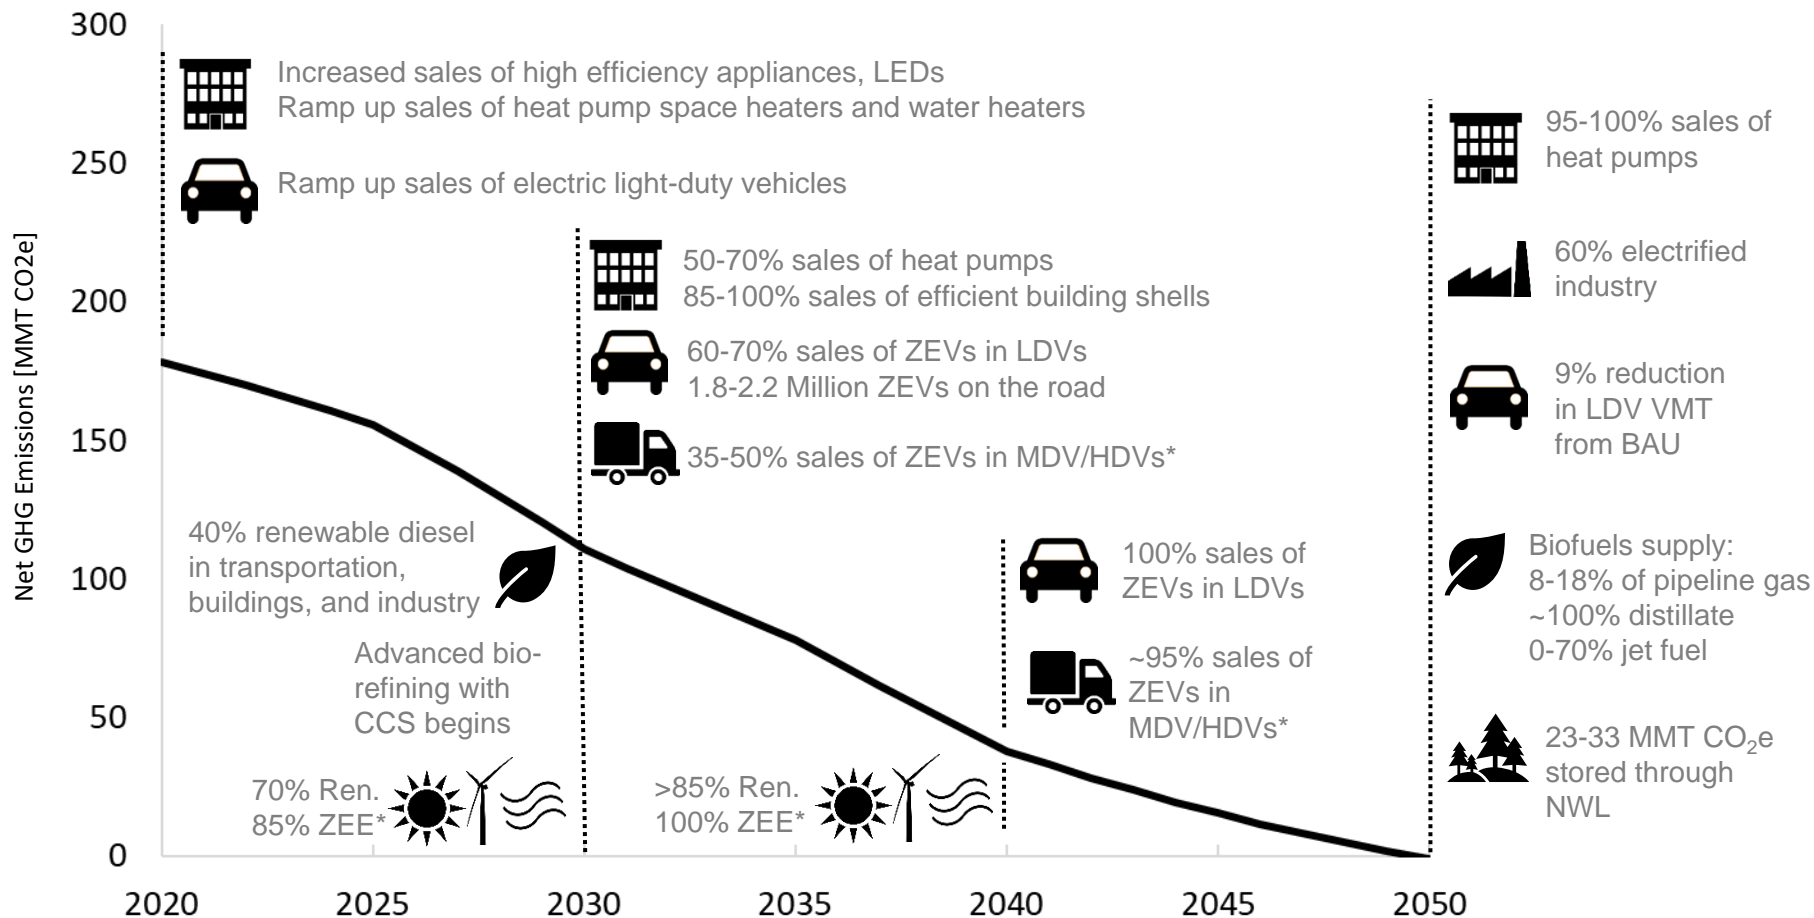 Net GHG Emissions [MMT CO2e]
300
250
200
150
100
50
0
Increased sales of high efficiency appliances, LEDs
Ramp up sales of heat pump space heaters and water heaters
Ramp up sales of electric light-duty vehicles
40% renewable diesel
in transportation,
buildings, and industry
Advanced bio-
refining with
CCS begins
70% Ren.
85% ZEE*
50-70% sales of heat pumps
85-100% sales of efficient building shells
60-70% sales of ZEVs in LDVs
1.8-2.2 Million ZEVs on the road
35-50% sales of ZEVs in MDV/HDVs*
>85% Ren.
100% ZEE*
100% sales of
ZEVs in LDVs
~95% sales of
ZEVs in
MDV/HDVs*
95-100% sales of
heat pumps
60% electrified
industry
9% reduction
in LDV VMT
from BAU
Biofuels supply:
8-18% of pipeline gas
~100% distillate
0-70% jet fuel
23-33 MMT CO₂e
stored through
NWL
2020 2025 2030 2035 2040 2045 2050